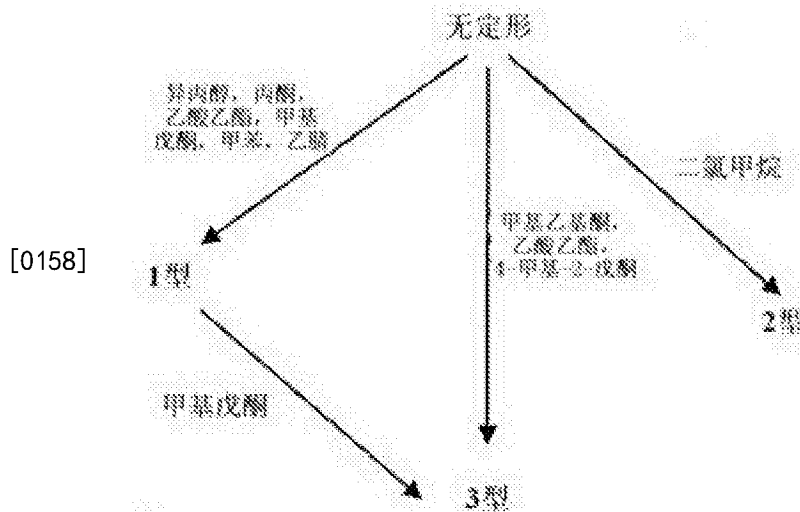 无定形
异丙醇，丙酮，
乙酸乙酯，甲基
戊酮，甲苯，乙腈
二氯甲烷
甲基乙基酮，
乙酸乙酯，
4-甲基-2-戊酮
[0158]
1型
2型
甲基戊酮
3型